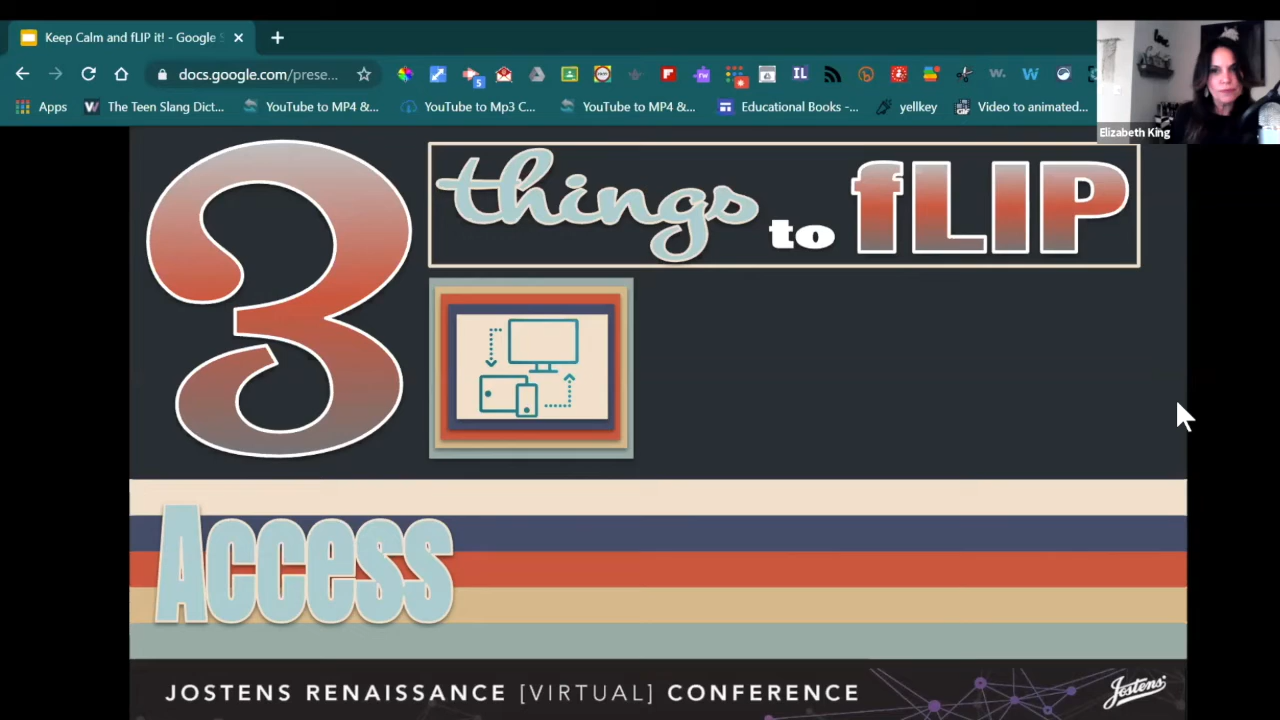 Keep Calm and fLIP it! - Google S
docs.google.com/prese...
5
Apps
The Teen Slang Dict...
YouTube to MP4 &...
YouTube to Mp3 C...
YouTube to MP4 &...
Educational Books -...
yellkey
Video to animated...
Elizabeth King
3 things to fLIP
Access
JOSTENS RENAISSANCE [VIRTUAL] CONFERENCE
Jostens